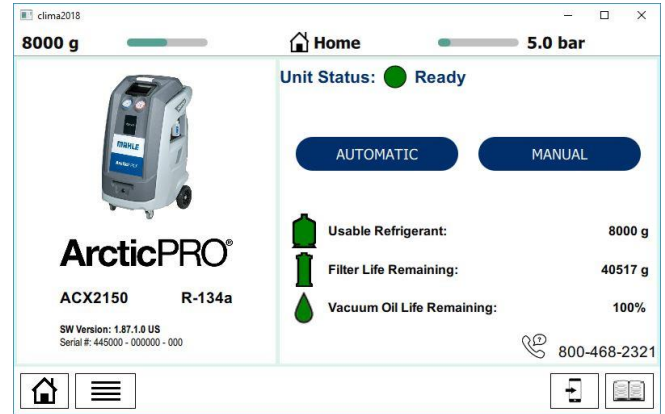 clima2018
8000 g
Home
5.0 bar
Unit Status: Ready
MAHLE
AUTOMATIC
MANUAL
Usable Refrigerant: 8000 g
ArcticPRO®
Filter Life Remaining: 40517 g
ACX2150 R-134a
Vacuum Oil Life Remaining: 100%
SW Version: 1.87.1.0 US
Serial #: 445000 - 000000 - 000
800-468-2321